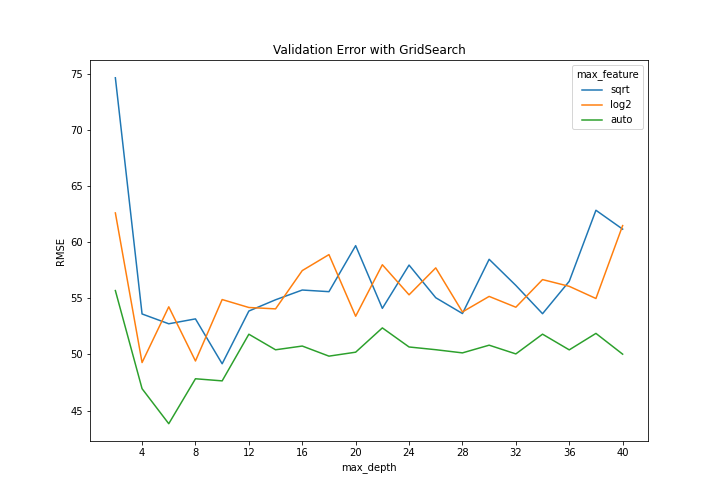 Validation Error with GridSearch
max_feature
sqrt
log2
auto
RMSE
75
70
65
60
55
50
45
4 8 12 16 20 24 28 32 36 40
max_depth